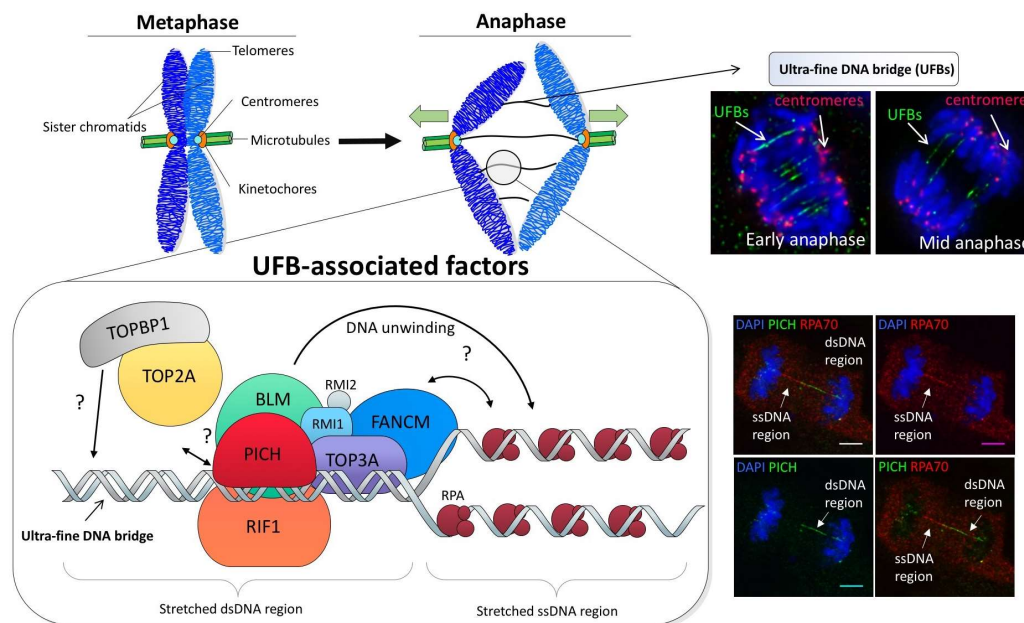 Metaphase
Anaphase
Telomeres
Centromeres
Sister chromatids
Microtubules
Kinetochores
Ultra-fine DNA bridge (UFBs)
UFBs
centromeres
Early anaphase
UFBs
centromeres
Mid anaphase
UFB-associated factors
TOPBP1
TOP2A
?
?
DNA unwinding
?
BLM
RMI2
RMI1
FANCM
PICH
TOP3A
RIF1
RPA
Ultra-fine DNA bridge
Stretched dsDNA region
Stretched ssDNA region
DAPI PICH RPA70
dsDNA
region
ssDNA
region
DAPI RPA70
ssDNA
region
DAPI PICH
dsDNA
region
PICH RPA70
dsDNA
region
ssDNA
region